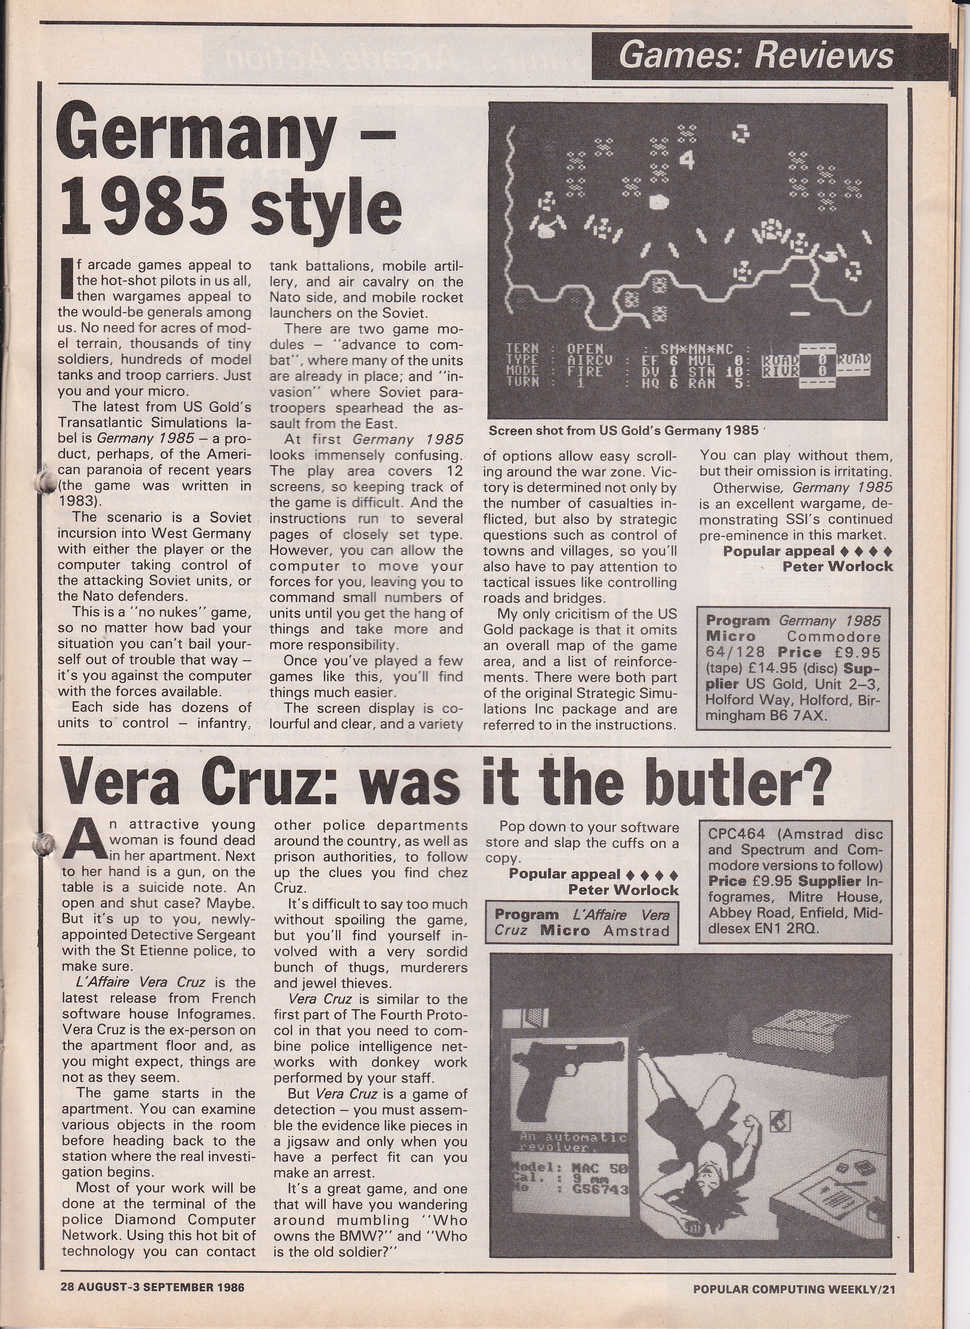 Games: Reviews
Germany –
1985 style
If arcade games appeal to
the hot-shot pilots in us all,
then wargames appeal to
the would-be generals among
us. No need for acres of mod-
el terrain, thousands of tiny
soldiers, hundreds of model
tanks and troop carriers. Just
you and your micro.
The latest from US Gold's
Transatlantic Simulations la-
bel is Germany 1985 – a pro-
duct, perhaps, of the Ameri-
can paranoia of recent years
(the game was written in
1983).
The scenario is a Soviet
incursion into West Germany
with either the player or the
computer taking control of
the attacking Soviet units, or
the Nato defenders.
This is a "no nukes" game,
so no matter how bad your
situation you can't bail your-
self out of trouble that way –
it's you against the computer
with the forces available.
Each side has dozens of
units to control – infantry,
tank battalions, mobile artil-
lery, and air cavalry on the
Nato side, and mobile rocket
launchers on the Soviet.
There are two game mo-
dules – "advance to com-
bat", where many of the units
are already in place; and "in-
vasion" where Soviet para-
troopers spearhead the as-
sault from the East.
At first Germany 1985
looks immensely confusing.
The play area covers 12
screens, so keeping track of
the game is difficult. And the
instructions run to several
pages of closely set type.
However, you can allow the
computer to move your
forces for you, leaving you to
command small numbers of
units until you get the hang of
things and take more and
more responsibility.
Once you've played a few
games like this, you'll find
things much easier.
The screen display is co-
lourful and clear, and a variety
4
TERN : OPEN : SM*MN*NC :
TYPE : AIRCV : EF 6 MVL 0: ROAD 0 ROAD
MODE : FIRE : DV 1 STN 10: RIVR 0
TURN : 1 : HQ 6 RAN 5:
Screen shot from US Gold's Germany 1985
of options allow easy scroll-
ing around the war zone. Vic-
tory is determined not only by
the number of casualties in-
flicted, but also by strategic
questions such as control of
towns and villages, so you'll
also have to pay attention to
tactical issues like controlling
roads and bridges.
My only cricitism of the US
Gold package is that it omits
an overall map of the game
area, and a list of reinforce-
ments. There were both part
of the original Strategic Simu-
lations Inc package and are
referred to in the instructions.
You can play without them,
but their omission is irritating.
Otherwise, Germany 1985
is an excellent wargame, de-
monstrating SSI's continued
pre-eminence in this market.
Popular appeal ♦ ♦ ♦ ♦
Peter Worlock
Program Germany 1985
Micro Commodore
64/128 Price £9.95
(tape) £14.95 (disc) Sup-
plier US Gold, Unit 2–3,
Holford Way, Holford, Bir-
mingham B6 7AX.
Vera Cruz: was it the butler?
An attractive young
woman is found dead
in her apartment. Next
to her hand is a gun, on the
table is a suicide note. An
open and shut case? Maybe.
But it's up to you, newly-
appointed Detective Sergeant
with the St Etienne police, to
make sure.
L'Affaire Vera Cruz is the
latest release from French
software house Infogrames.
Vera Cruz is the ex-person on
the apartment floor and, as
you might expect, things are
not as they seem.
The game starts in the
apartment. You can examine
various objects in the room
before heading back to the
station where the real investi-
gation begins.
Most of your work will be
done at the terminal of the
police Diamond Computer
Network. Using this hot bit of
technology you can contact
other police departments
around the country, as well as
prison authorities, to follow
up the clues you find chez
Cruz.
It's difficult to say too much
without spoiling the game,
but you'll find yourself in-
volved with a very sordid
bunch of thugs, murderers
and jewel thieves.
Vera Cruz is similar to the
first part of The Fourth Proto-
col in that you need to com-
bine police intelligence net-
works with donkey work
performed by your staff.
But Vera Cruz is a game of
detection – you must assem-
ble the evidence like pieces in
a jigsaw and only when you
have a perfect fit can you
make an arrest.
It's a great game, and one
that will have you wandering
around mumbling "Who
owns the BMW?" and "Who
is the old soldier?"
Pop down to your software
store and slap the cuffs on a
copy.
Popular appeal ♦ ♦ ♦ ♦
Peter Worlock
Program L'Affaire Vera
Cruz Micro Amstrad
CPC464 (Amstrad disc
and Spectrum and Com-
modore versions to follow)
Price £9.95 Supplier In-
fogrames, Mitre House,
Abbey Road, Enfield, Mid-
dlesex EN1 2RQ.
An automatic
revolver.
Model: MAC 50
Cal. : 9 mm
No : G56743
28 AUGUST-3 SEPTEMBER 1986
POPULAR COMPUTING WEEKLY/21